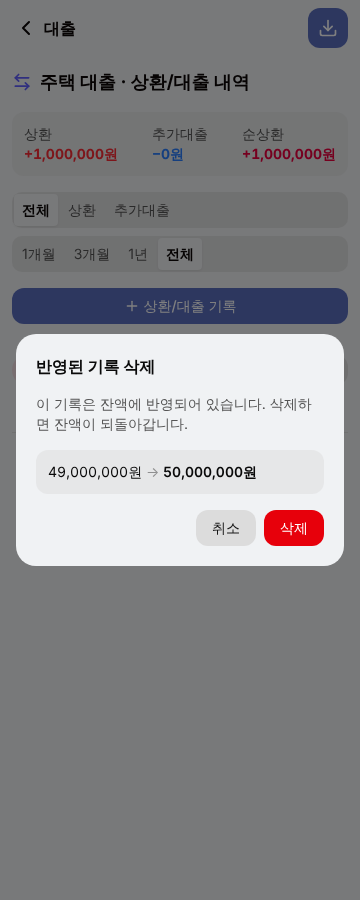 대출
주택 대출 · 상환/대출 내역
상환 추가대출 순상환
+1,000,000원 −0원 +1,000,000원
전체 상환 추가대출
1개월 3개월 1년 전체
+ 상환/대출 기록
반영된 기록 삭제
이 기록은 잔액에 반영되어 있습니다. 삭제하
면 잔액이 되돌아갑니다.
49,000,000원 → 50,000,000원
취소 삭제